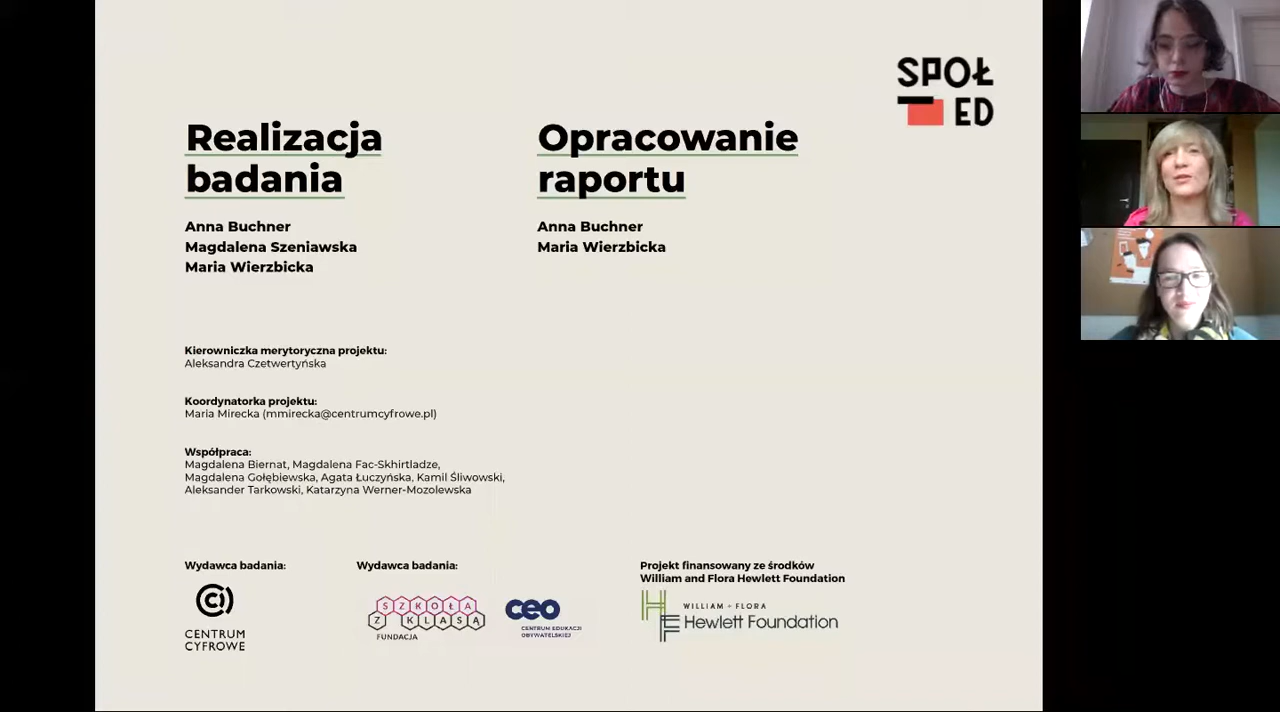 SPOŁ
ED
Realizacja
badania
Anna Buchner
Magdalena Szeniawska
Maria Wierzbicka
Opracowanie
raportu
Anna Buchner
Maria Wierzbicka
Kierowniczka merytoryczna projektu:
Aleksandra Czetwertyńska
Koordynatorka projektu:
Maria Mirecka (mmirecka@centrumcyfrowe.pl)
Współpraca:
Magdalena Biernat, Magdalena Fac-Skhirtladze,
Magdalena Gołębiewska, Agata Łuczyńska, Kamil Śliwowski,
Aleksander Tarkowski, Katarzyna Werner-Mozolewska
Wydawca badania:
CENTRUM
CYFROWE
Wydawca badania:
SZKOŁA
Z KLASĄ
FUNDACJA
ceo
CENTRUM EDUKACJI
OBYWATELSKIEJ
Projekt finansowany ze środków
William and Flora Hewlett Foundation
WILLIAM + FLORA
Hewlett Foundation